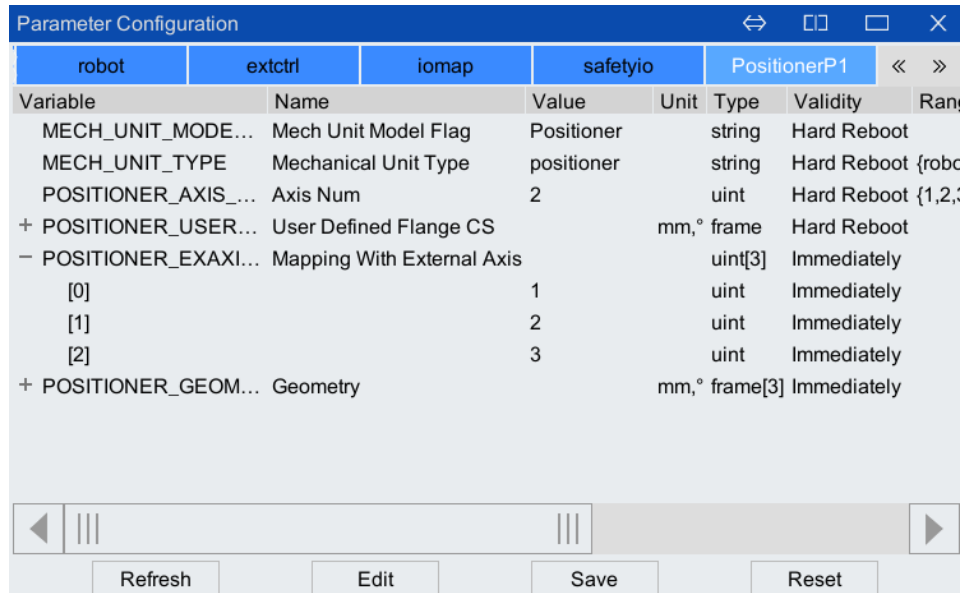 Parameter Configuration
robot extctrl iomap safetyio PositionerP1
Variable Name Value Unit Type Validity Rang
MECH_UNIT_MODE... Mech Unit Model Flag Positioner string Hard Reboot
MECH_UNIT_TYPE Mechanical Unit Type positioner string Hard Reboot {robo
POSITIONER_AXIS_... Axis Num 2 uint Hard Reboot {1,2,3
+ POSITIONER_USER... User Defined Flange CS mm,° frame Hard Reboot
− POSITIONER_EXAXI... Mapping With External Axis uint[3] Immediately
[0] 1 uint Immediately
[1] 2 uint Immediately
[2] 3 uint Immediately
+ POSITIONER_GEOM... Geometry mm,° frame[3] Immediately
Refresh Edit Save Reset